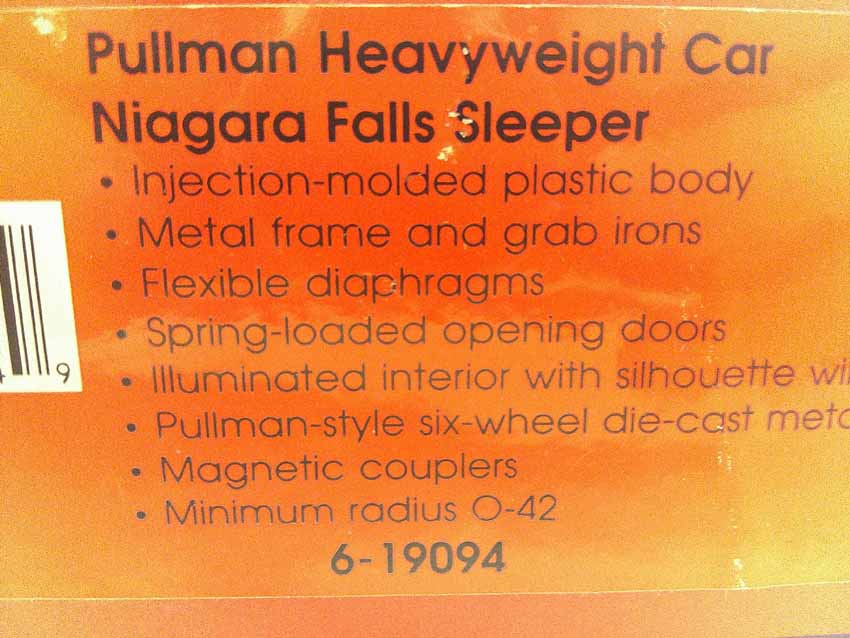 Pullman Heavyweight Car
Niagara Falls Sleeper
• Injection-molded plastic body
• Metal frame and grab irons
• Flexible diaphragms
• Spring-loaded opening doors
• Illuminated interior with silhouette
• Pullman-style six-wheel die-cast
• Magnetic couplers
• Minimum radius O-42
6-19094
9